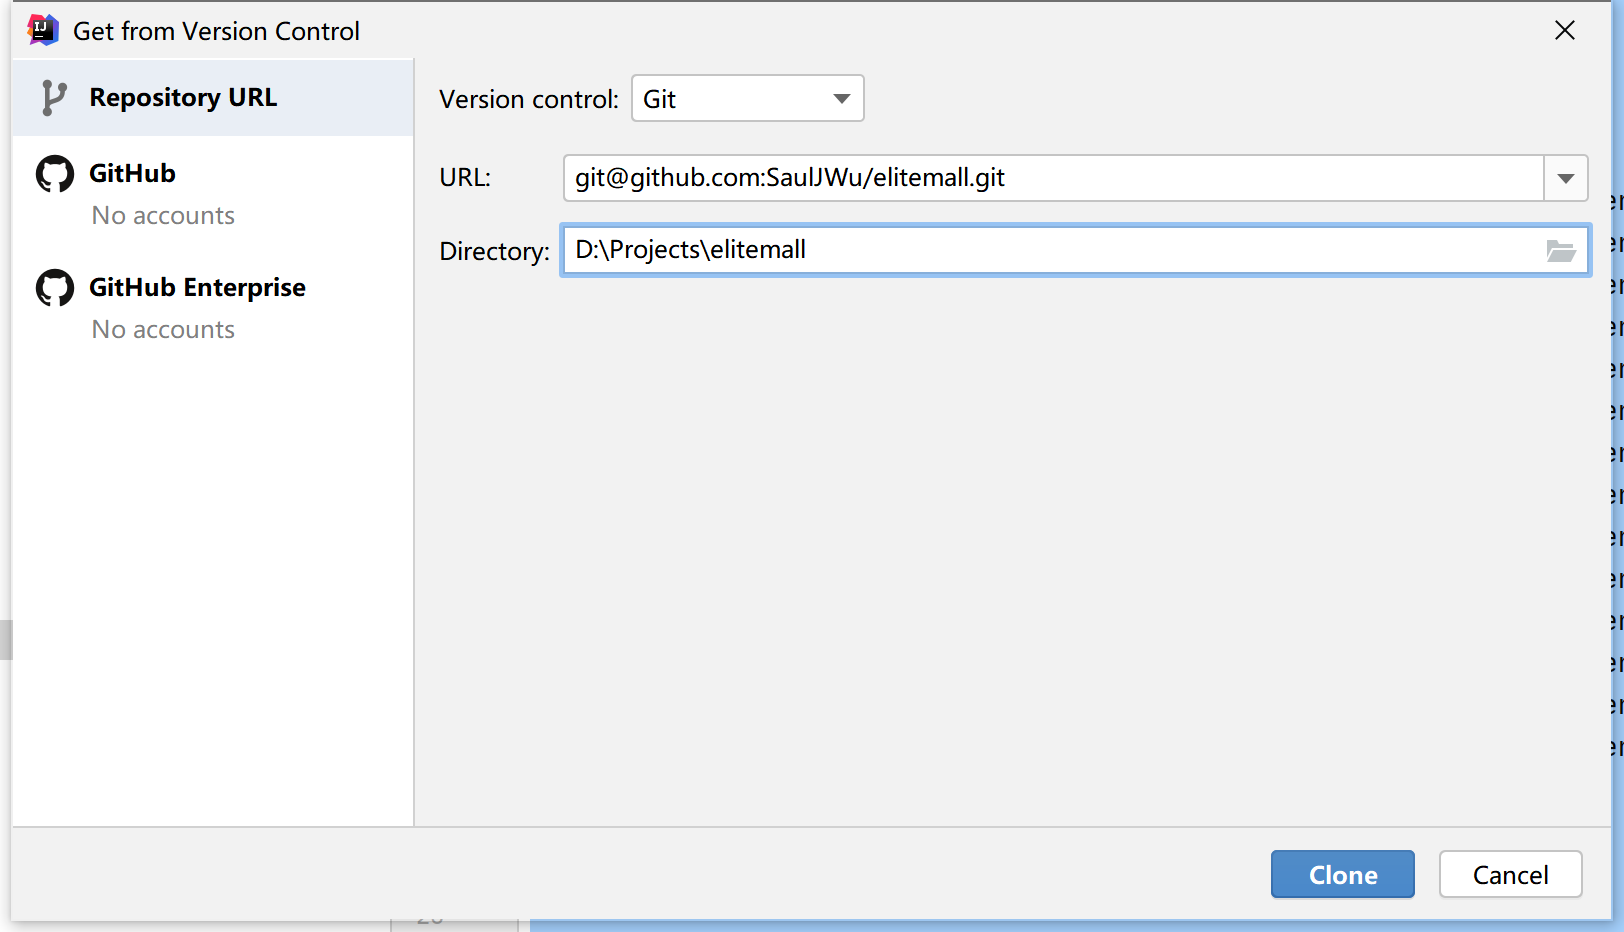 Get from Version Control
Repository URL
GitHub
No accounts
GitHub Enterprise
No accounts
Version control: Git
URL: git@github.com:SaulJWu/elitemall.git
Directory: D:\Projects\elitemall
Clone
Cancel